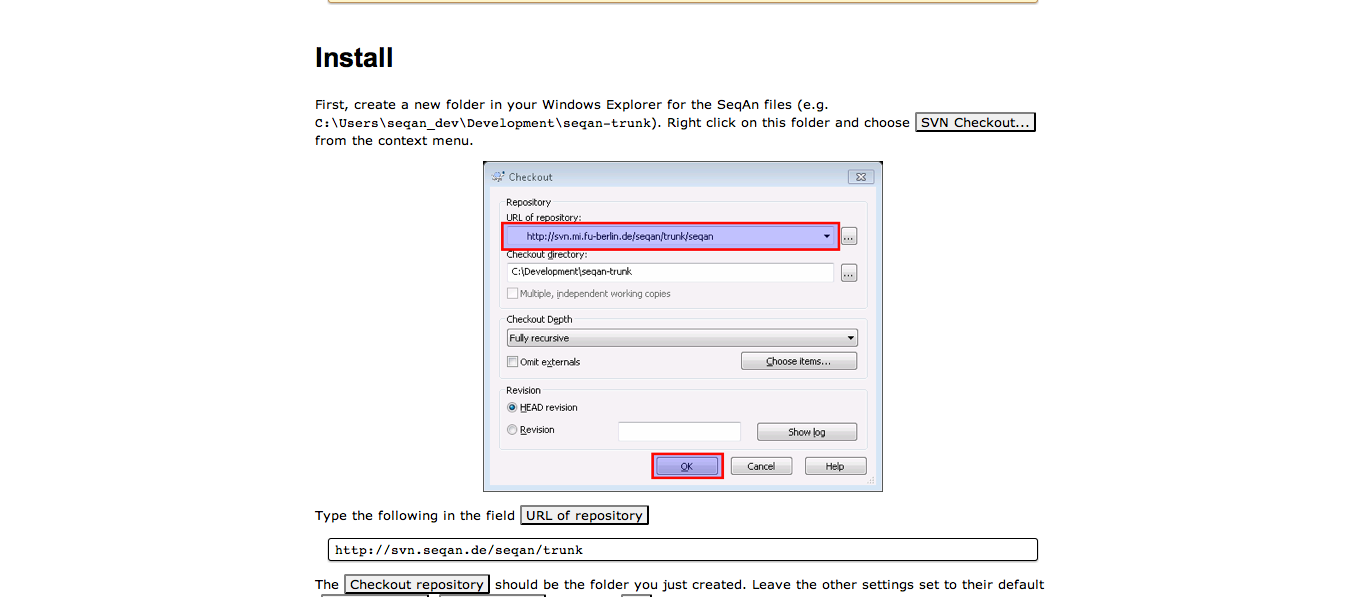 Install
First, create a new folder in your Windows Explorer for the SeqAn files (e.g.
C:\Users\seqan_dev\Development\seqan-trunk). Right click on this folder and choose SVN Checkout...
from the context menu.
Checkout
Repository
URL of repository:
http://svn.mi.fu-berlin.de/seqan/trunk/seqan
...
Checkout directory:
C:\Development\seqan-trunk
...
Multiple, independent working copies
Checkout Depth
Fully recursive
Omit externals
Choose items...
Revision
HEAD revision
Revision
Show log
OK Cancel Help
Type the following in the field URL of repository
http://svn.seqan.de/seqan/trunk
The Checkout repository should be the folder you just created. Leave the other settings set to their default